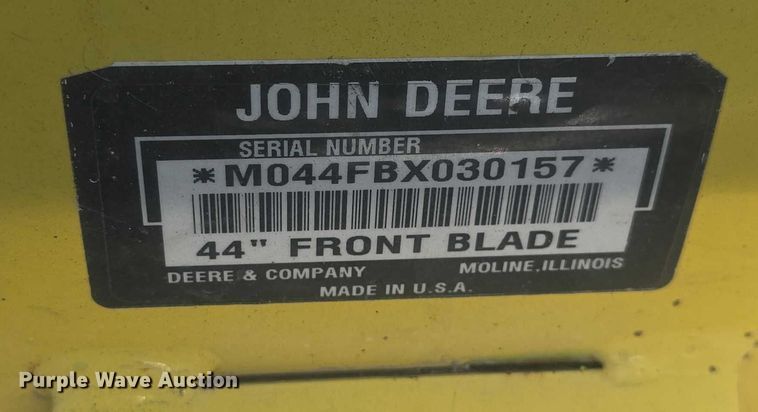 JOHN DEERE
SERIAL NUMBER
*M044FBX030157*
44" FRONT BLADE
DEERE & COMPANY MOLINE, ILLINOIS
MADE IN U.S.A.
Purple Wave Auction